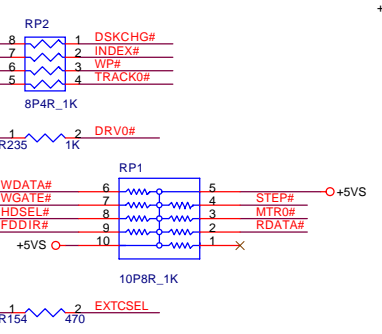 RP2
8 1 DSKCHG#
7 2 INDEX#
6 3 WP#
5 4 TRACK0#
8P4R_1K
1 2 DRV0#
R235 1K
RP1
WDATA# 6 5 +5VS
WGATE# 7 4 STEP#
HDSEL# 8 3 MTR0#
FDDIR# 9 2 RDATA#
+5VS 10 1
10P8R_1K
1 2 EXTCSEL
R154 470